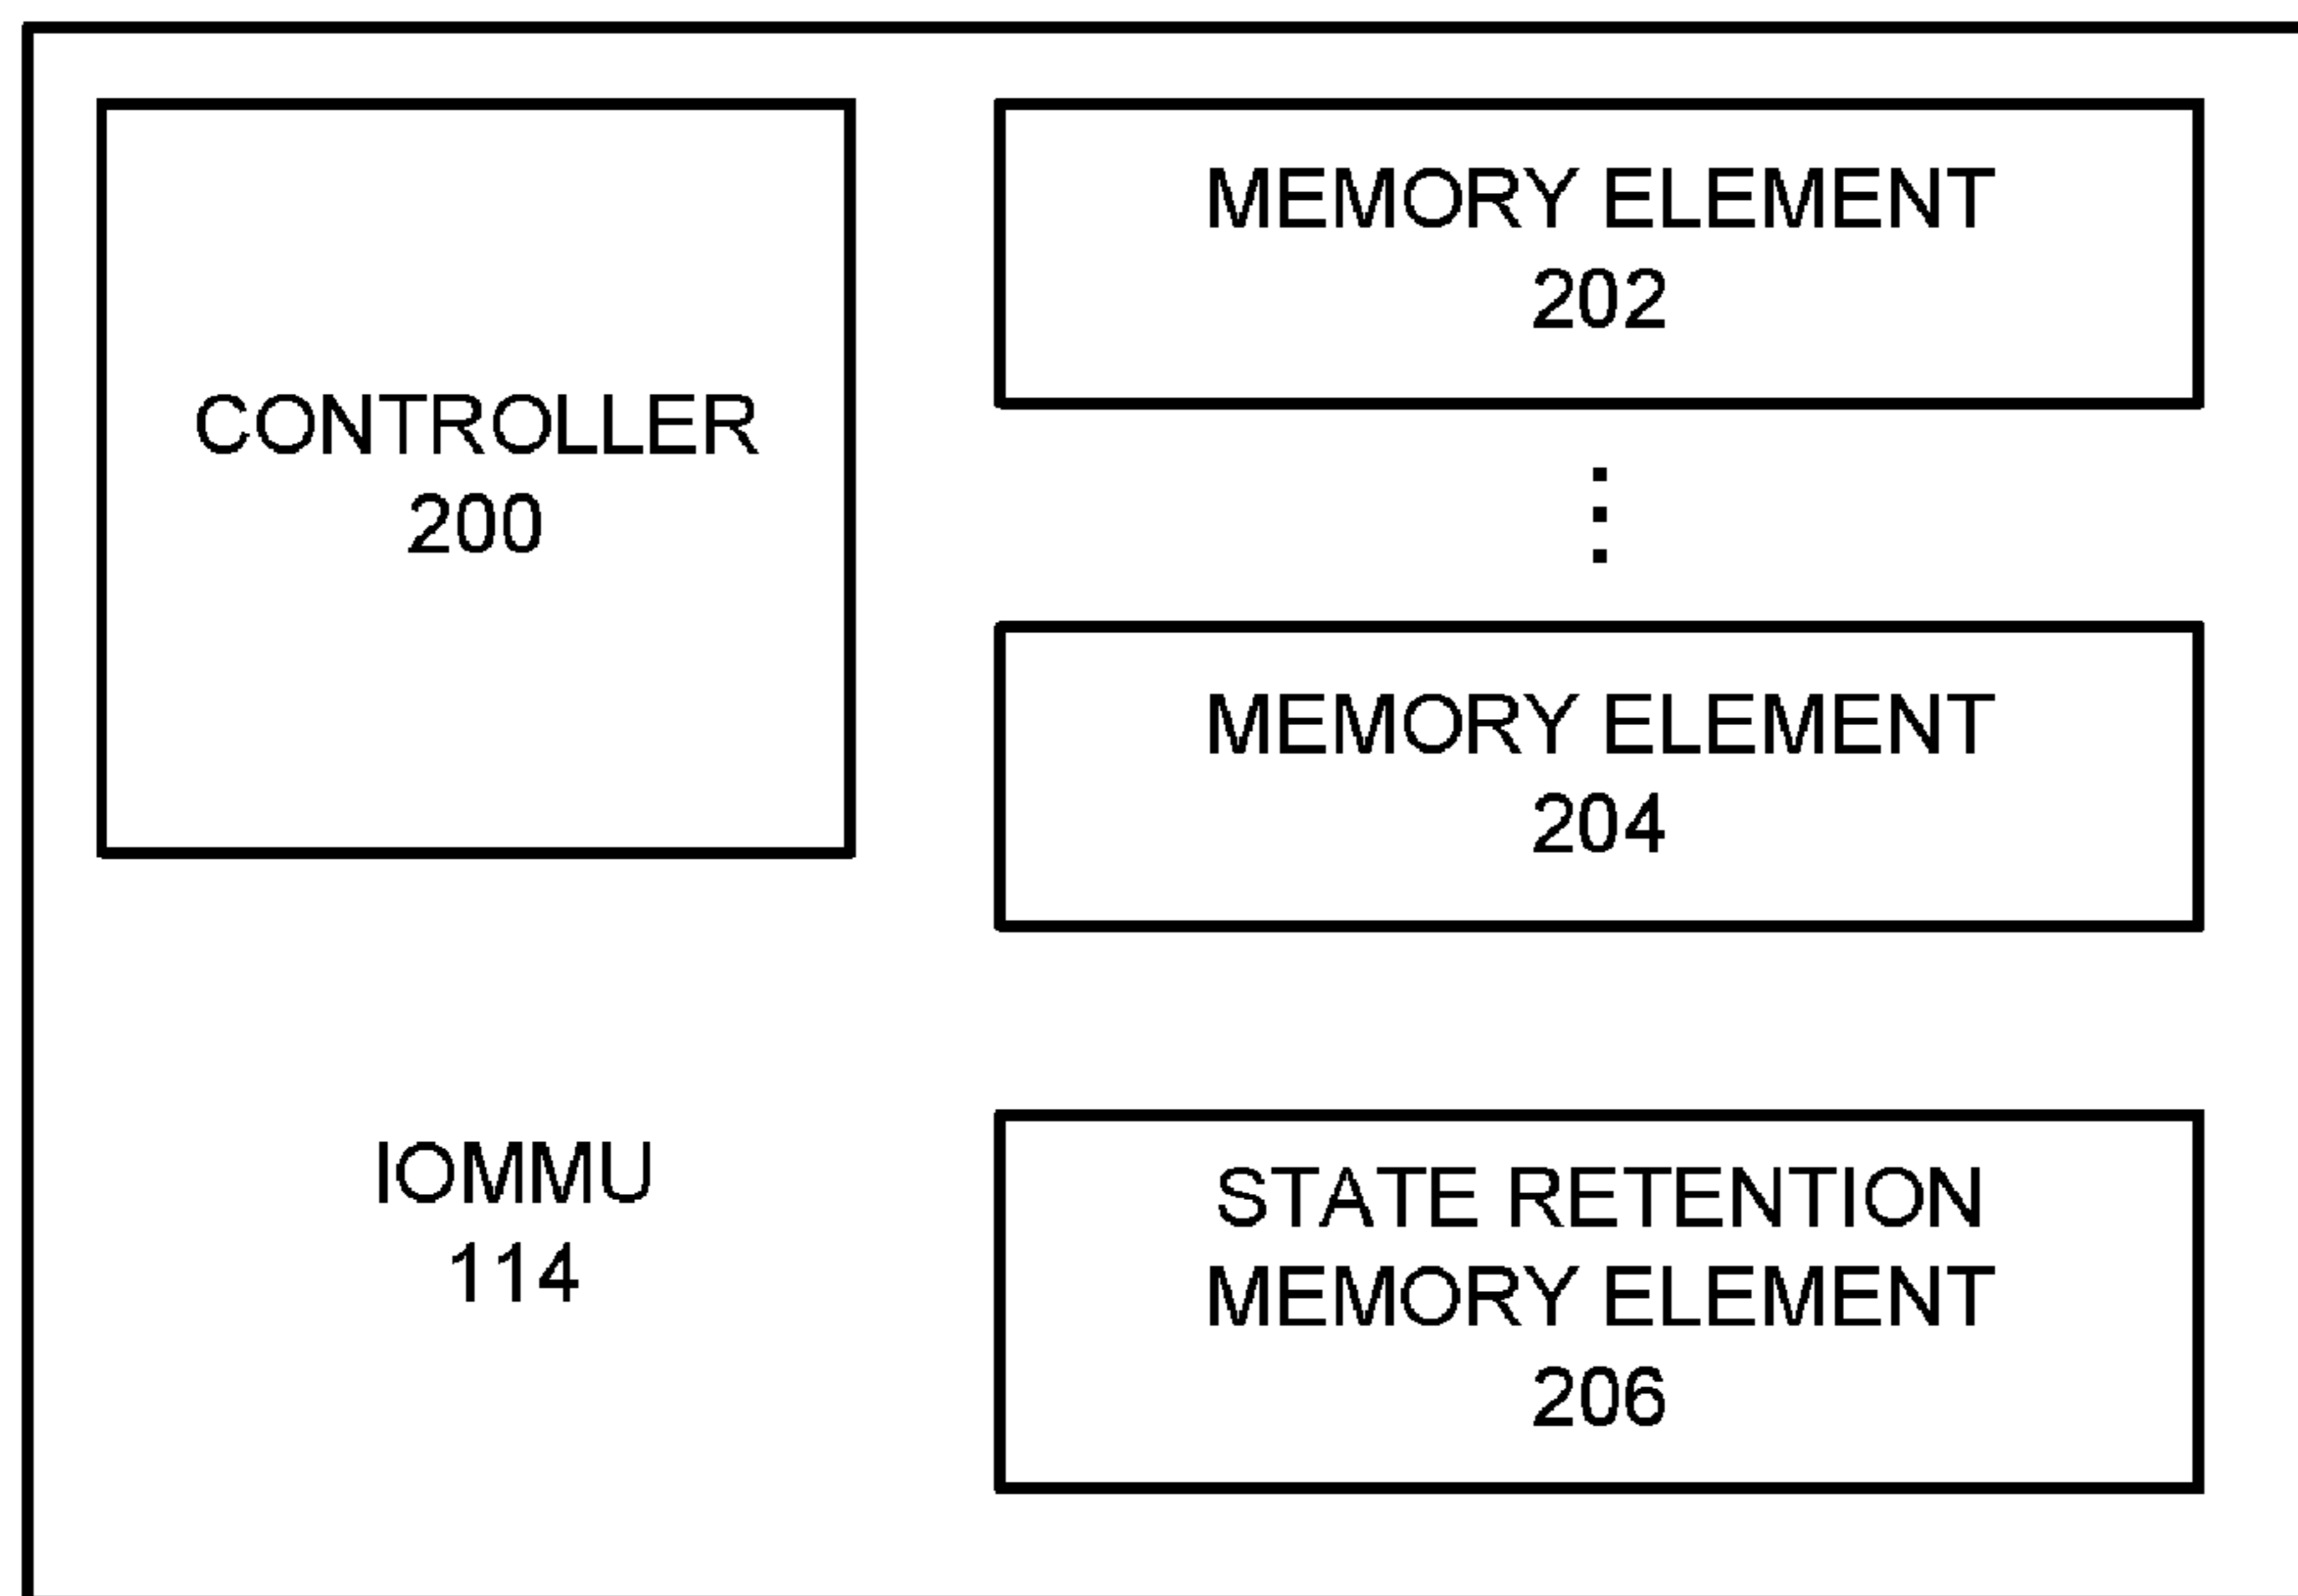 CONTROLLER
200
MEMORY ELEMENT
202
MEMORY ELEMENT
204
IOMMU
114
STATE RETENTION
MEMORY ELEMENT
206